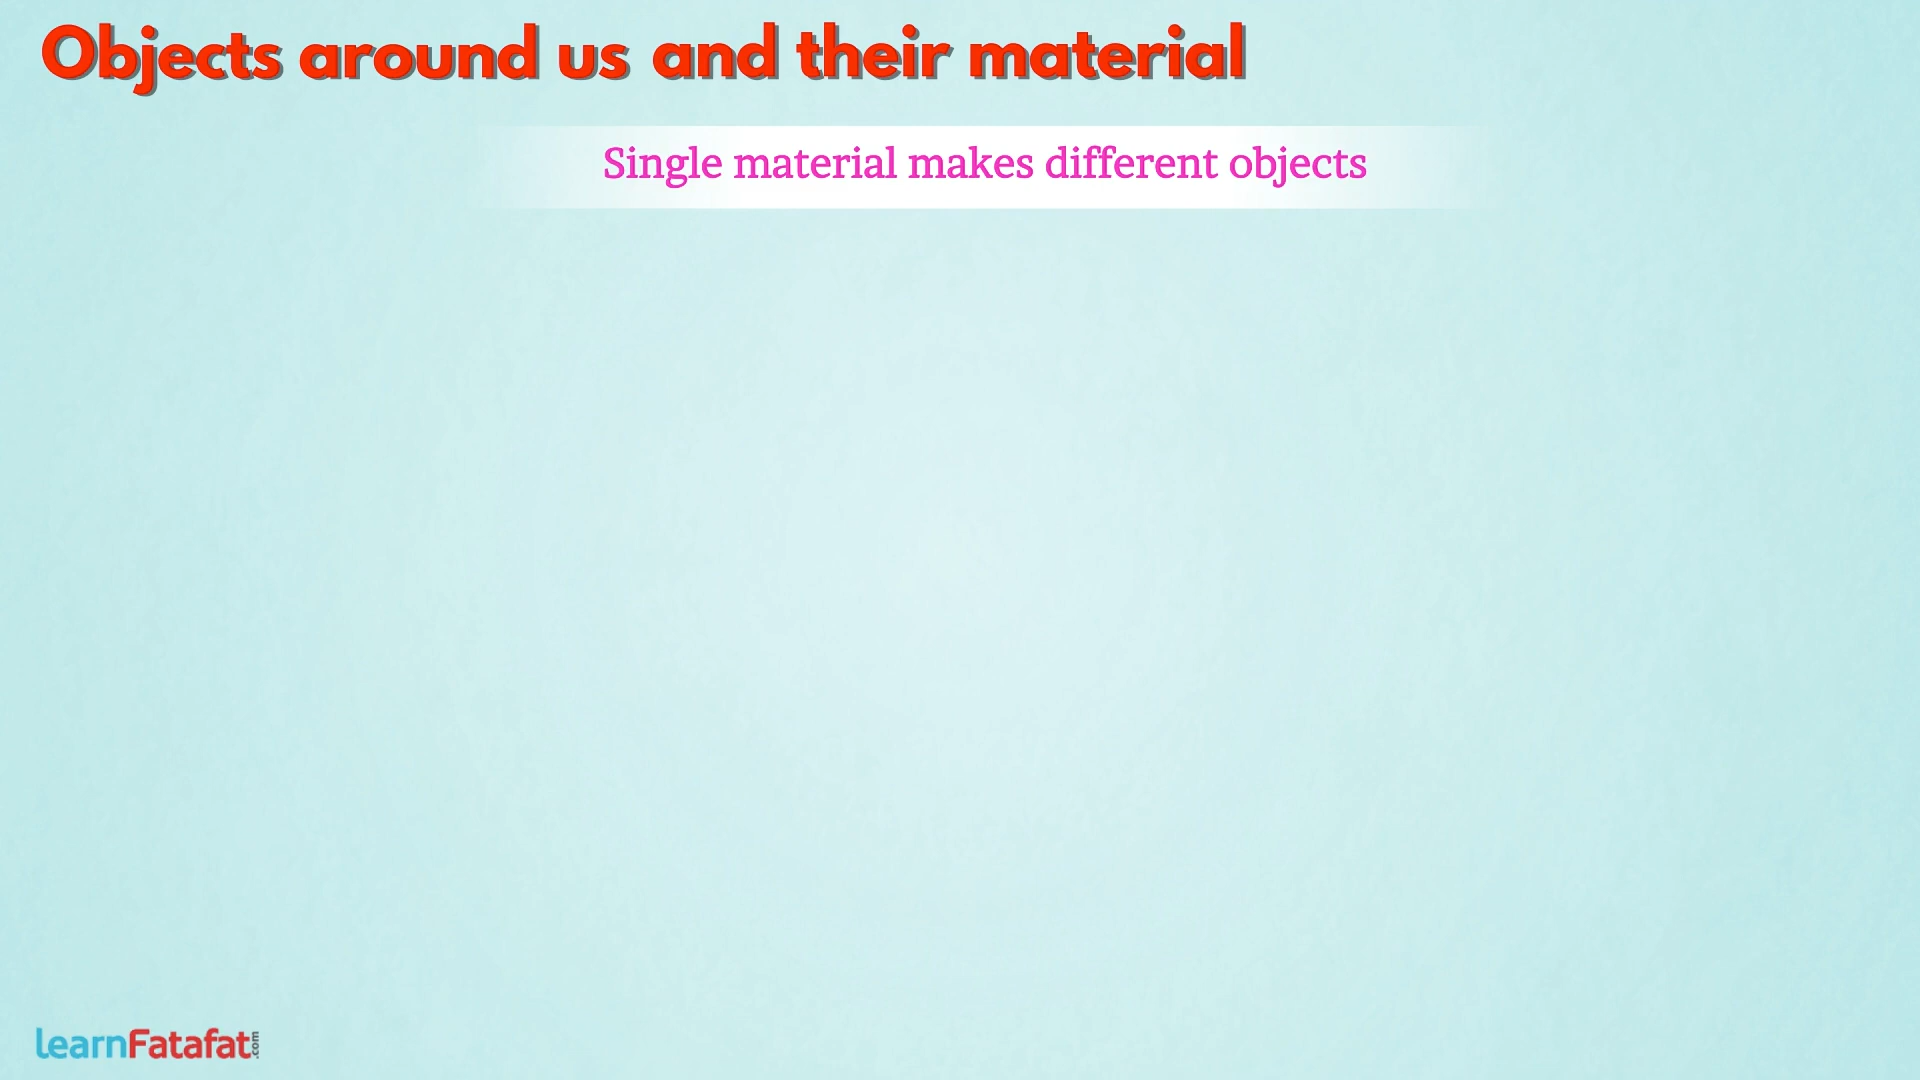 Objects around us and their material
Single material makes different objects
learnFatafat.com